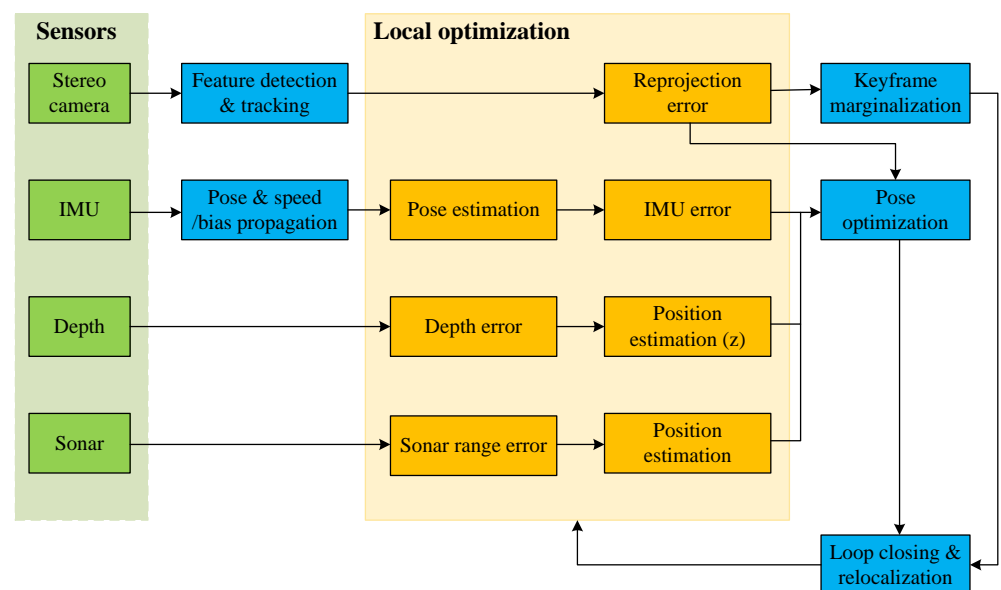 Sensors
Local optimization
Stereo
camera
Feature detection
& tracking
Reprojection
error
Keyframe
marginalization
IMU
Pose & speed
/bias propagation
Pose estimation
IMU error
Pose
optimization
Depth
Depth error
Position
estimation (z)
Sonar
Sonar range error
Position
estimation
Loop closing &
relocalization